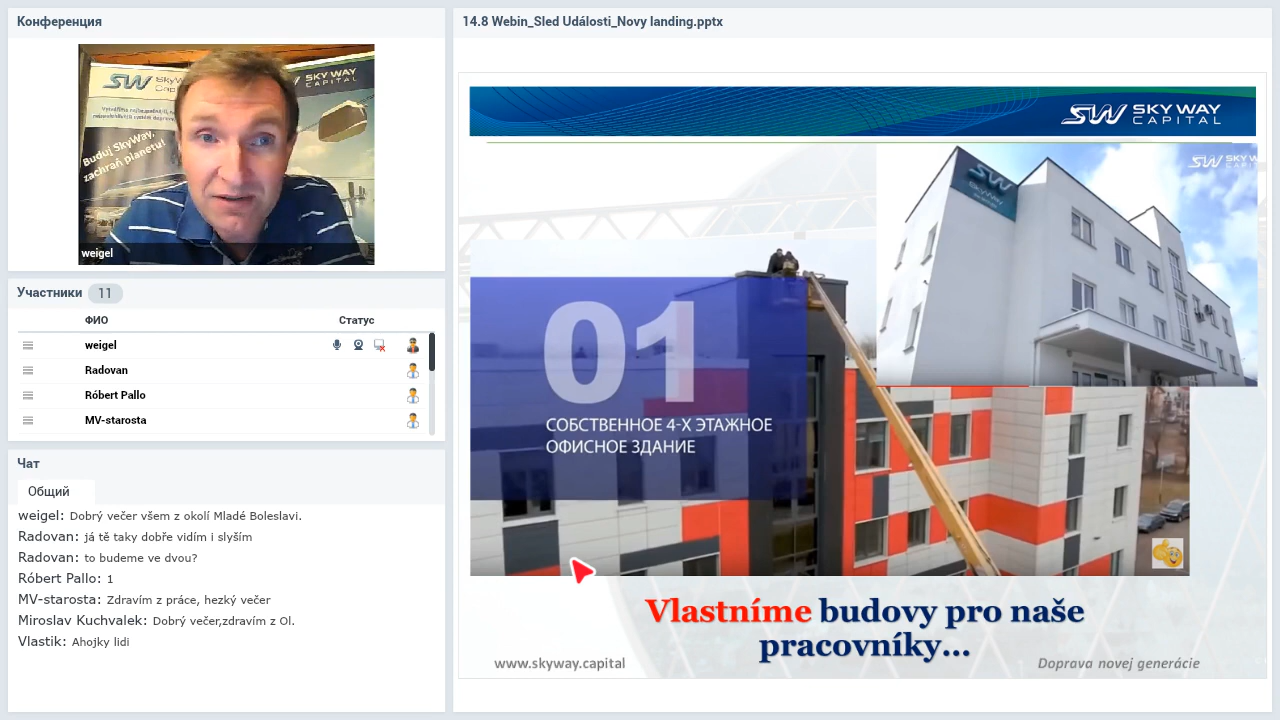 Конференция
SKY WAY
CAPITAL
Buduj SkyWay,
zachraň planetu!
weigel
Участники 11
ФИО Статус
weigel
Radovan
Róbert Pallo
MV-starosta
Чат
Общий
weigel: Dobrý večer všem z okolí Mladé Boleslavi.
Radovan: já tě taky dobře vidím i slyším
Radovan: to budeme ve dvou?
Róbert Pallo: 1
MV-starosta: Zdravím z práce, hezký večer
Miroslav Kuchvalek: Dobrý večer,zdravím z Ol.
Vlastik: Ahojky lidi
14.8 Webin_Sled Události_Novy landing.pptx
SW SKY WAY
CAPITAL
SW SKY W
SW
SkyWay
01
СОБСТВЕННОЕ 4-Х ЭТАЖНОЕ
ОФИСНОЕ ЗДАНИЕ
Vlastníme budovy pro naše
pracovníky...
www.skyway.capital
Doprava novej generácie